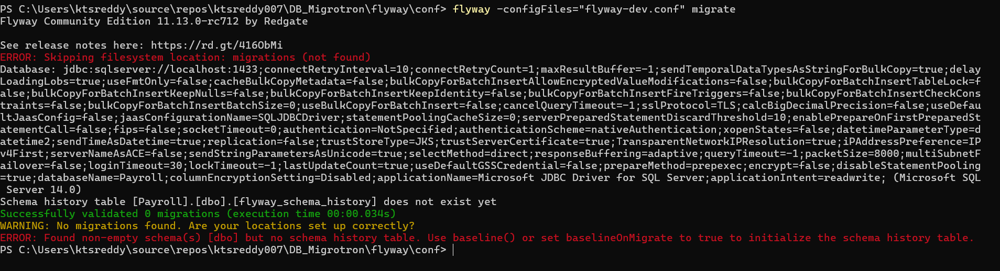 PS C:\Users\ktsreddy\source\repos\ktsreddy007\DB_Migrotron\flyway\conf> flyway -configFiles="flyway-dev.conf" migrate
Flyway Community Edition 11.13.0-rc712 by Redgate
See release notes here: https://rd.gt/416ObMi
ERROR: Skipping filesystem location: migrations (not found)
Database: jdbc:sqlserver://localhost:1433;connectRetryInterval=10;connectRetryCount=1;maxResultBuffer=-1;sendTemporalDataTypesAsStringForBulkCopy=true;delay
LoadingLobs=true;useFmtOnly=false;cacheBulkCopyMetadata=false;bulkCopyForBatchInsertAllowEncryptedValueModifications=false;bulkCopyForBatchInsertTableLock=f
alse;bulkCopyForBatchInsertKeepNulls=false;bulkCopyForBatchInsertKeepIdentity=false;bulkCopyForBatchInsertFireTriggers=false;bulkCopyForBatchInsertCheckCons
traints=false;bulkCopyForBatchInsertBatchSize=0;useBulkCopyForBatchInsert=false;cancelQueryTimeout=-1;sslProtocol=TLS;calcBigDecimalPrecision=false;useDefau
ltJaasConfig=false;jaasConfigurationName=SQLJDBCDriver;statementPoolingCacheSize=0;serverPreparedStatementDiscardThreshold=10;enablePrepareOnFirstPreparedSt
atementCall=false;fips=false;socketTimeout=0;authentication=NotSpecified;authenticationScheme=nativeAuthentication;xopenStates=false;datetimeParameterType=d
atetime2;sendTimeAsDatetime=true;replication=false;trustStoreType=JKS;trustServerCertificate=true;TransparentNetworkIPResolution=true;iPAddressPreference=IP
v4First;serverNameAsACE=false;sendStringParametersAsUnicode=true;selectMethod=direct;responseBuffering=adaptive;queryTimeout=-1;packetSize=8000;multiSubnetF
ailover=false;loginTimeout=30;lockTimeout=-1;lastUpdateCount=true;useDefaultGSSCredential=false;prepareMethod=prepexec;encrypt=false;disableStatementPooling
=true;databaseName=Payroll;columnEncryptionSetting=Disabled;applicationName=Microsoft JDBC Driver for SQL Server;applicationIntent=readwrite; (Microsoft SQL
Server 14.0)
Schema history table [Payroll].[dbo].[flyway_schema_history] does not exist yet
Successfully validated 0 migrations (execution time 00:00.034s)
WARNING: No migrations found. Are your locations set up correctly?
ERROR: Found non-empty schema(s) [dbo] but no schema history table. Use baseline() or set baselineOnMigrate to true to initialize the schema history table.
PS C:\Users\ktsreddy\source\repos\ktsreddy007\DB_Migrotron\flyway\conf>